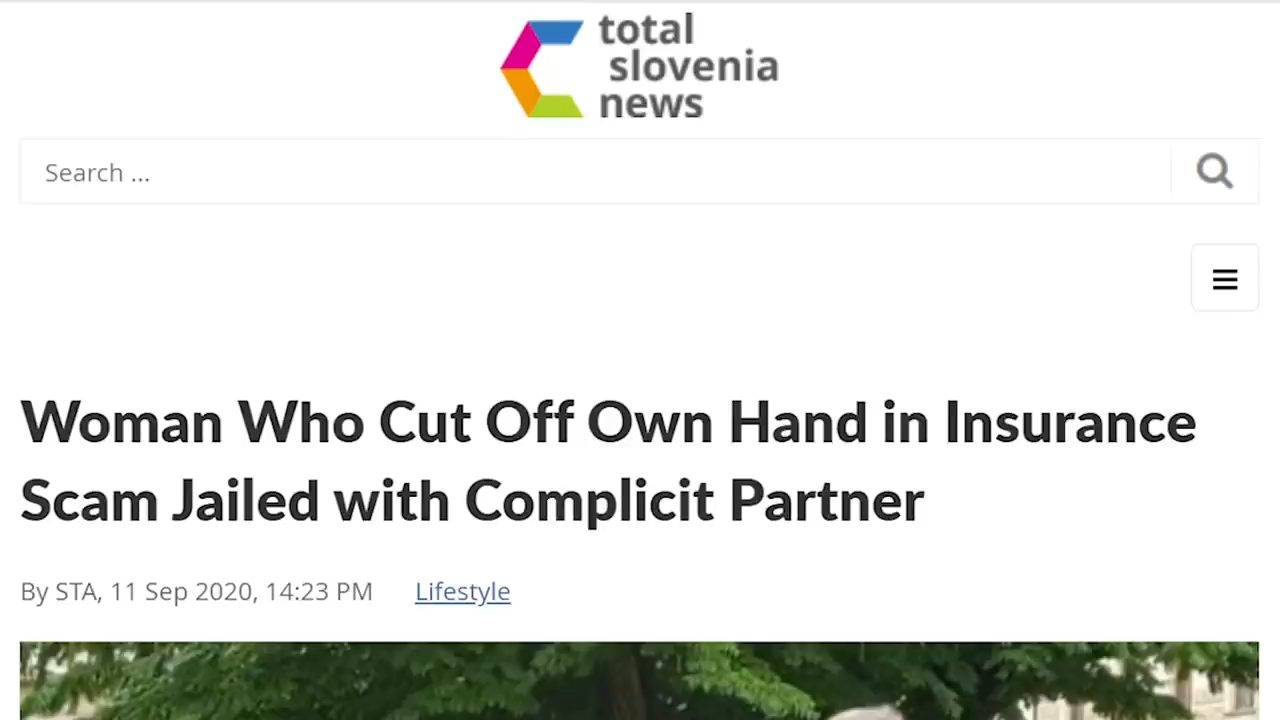 total
slovenia
news
Search ...
Woman Who Cut Off Own Hand in Insurance
Scam Jailed with Complicit Partner
By STA, 11 Sep 2020, 14:23 PM Lifestyle